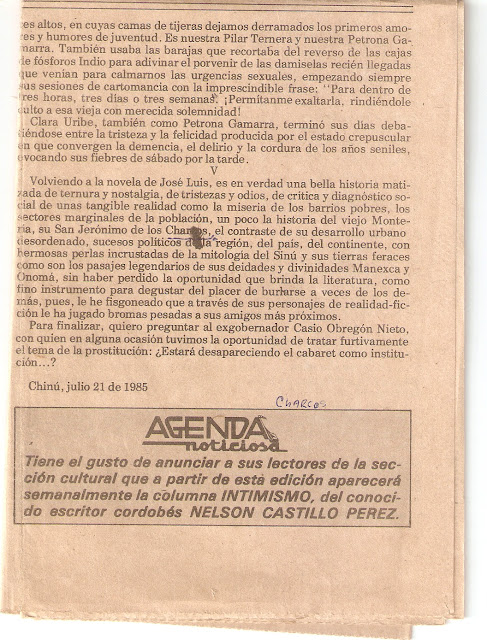 es altos, en cuyas camas de tijeras dejamos derramados los primeros amo-
res y humores de juventud. Es nuestra Pilar Ternera y nuestra Petrona Ga-
marra. También usaba las barajas que recortaba del reverso de las cajas
de fósforos Indio para adivinar el porvenir de las damiselas recién llegadas
que venían para calmarnos las urgencias sexuales, empezando siempre
sus sesiones de cartomancia con la imprescindible frase: "Para dentro de
tres horas, tres días o tres semanas". ¡Permítanme exaltarla, rindiéndole
culto a esa vieja con merecida solemnidad!
Clara Uribe, también como Petrona Gamarra, terminó sus días deba-
tiéndose entre la tristeza y la felicidad producida por el estado crepuscular
en que convergen la demencia, el delirio y la cordura de los años seniles,
evocando sus fiebres de sábado por la tarde.
V
Volviendo a la novela de José Luis, es en verdad una bella historia mati-
zada de ternura y nostalgia, de tristezas y odios, de critica y diagnóstico so-
cial de unas tangible realidad como la miseria de los barrios pobres, los
sectores marginales de la población, un poco la historia del viejo Monte-
ría, su San Jerónimo de los Charcos, el contraste de su desarrollo urbano
desordenado, sucesos políticos de la región, del país, del continente, con
hermosas perlas incrustadas de la mitología del Sinú y sus tierras feraces
como son los pasajes legendarios de sus deidades y divinidades Manexca y
Onomá, sin haber perdido la oportunidad que brinda la literatura, como
fino instrumento para degustar del placer de burlarse a veces de los de-
más, pues, le he fisgoneado que a través de sus personajes de realidad-fic-
ción le ha jugado bromas pesadas a sus amigos más próximos.
Para finalizar, quiero preguntar al exgobernador Casio Obregón Nieto,
con quien en alguna ocasión tuvimos la oportunidad de tratar furtivamente
el tema de la prostitución: ¿Estará desapareciendo el cabaret como institu-
ción...?
Chinú, julio 21 de 1985
CHARCOS
AGENDA
noticiosa
Tiene el gusto de anunciar a sus lectores de la sec-
ción cultural que a partir de esta edición aparecerá
semanalmente la columna INTIMISMO, del conoci-
do escritor cordobés NELSON CASTILLO PEREZ.